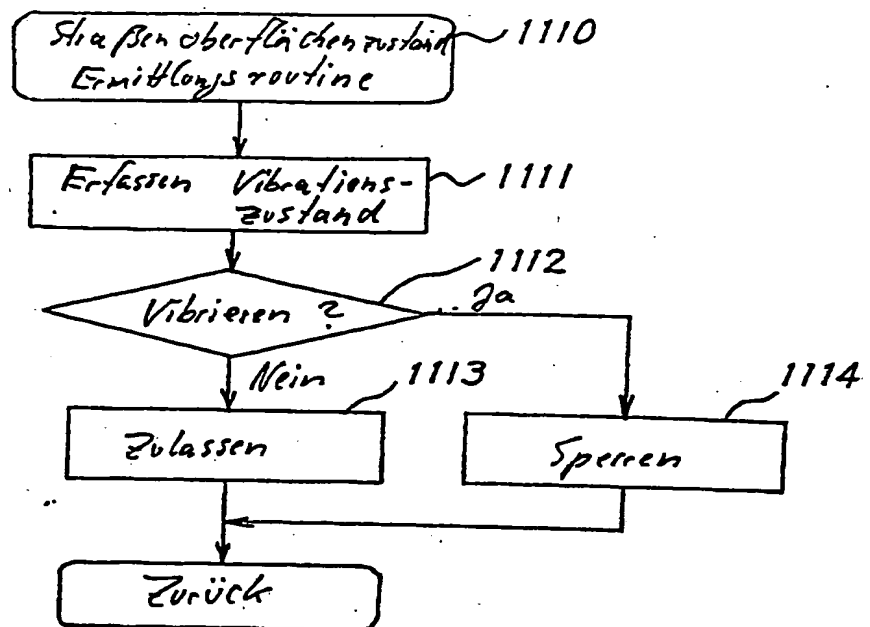 Straßenoberflächenzustand
Ermittlungsroutine
1110
Erfassen Vibrations-
zustand
1111
1112
Vibrieren ?
Ja
Nein
1113
1114
Zulassen
Sperren
Zurück